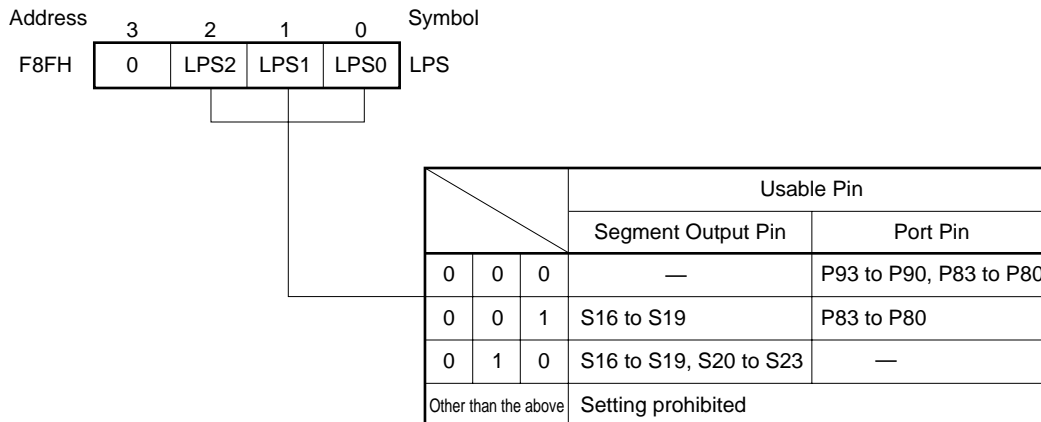 Address 3 2 1 0 Symbol
F8FH 0 LPS2 LPS1 LPS0 LPS
Usable Pin
Segment Output Pin Port Pin
0 0 0 — P93 to P90, P83 to P80
0 0 1 S16 to S19 P83 to P80
0 1 0 S16 to S19, S20 to S23 —
Other than the above Setting prohibited